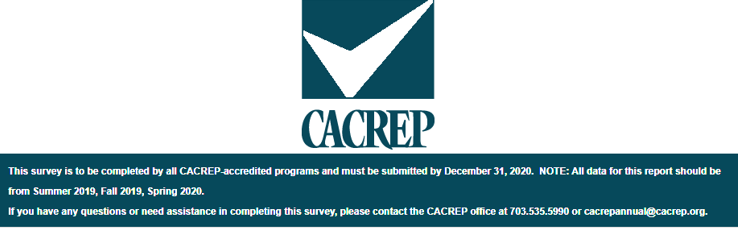 CACREP
This survey is to be completed by all CACREP-accredited programs and must be submitted by December 31, 2020.  NOTE: All data for this report should be
from Summer 2019, Fall 2019, Spring 2020.
If you have any questions or need assistance in completing this survey, please contact the CACREP office at 703.535.5990 or cacrepannual@cacrep.org.